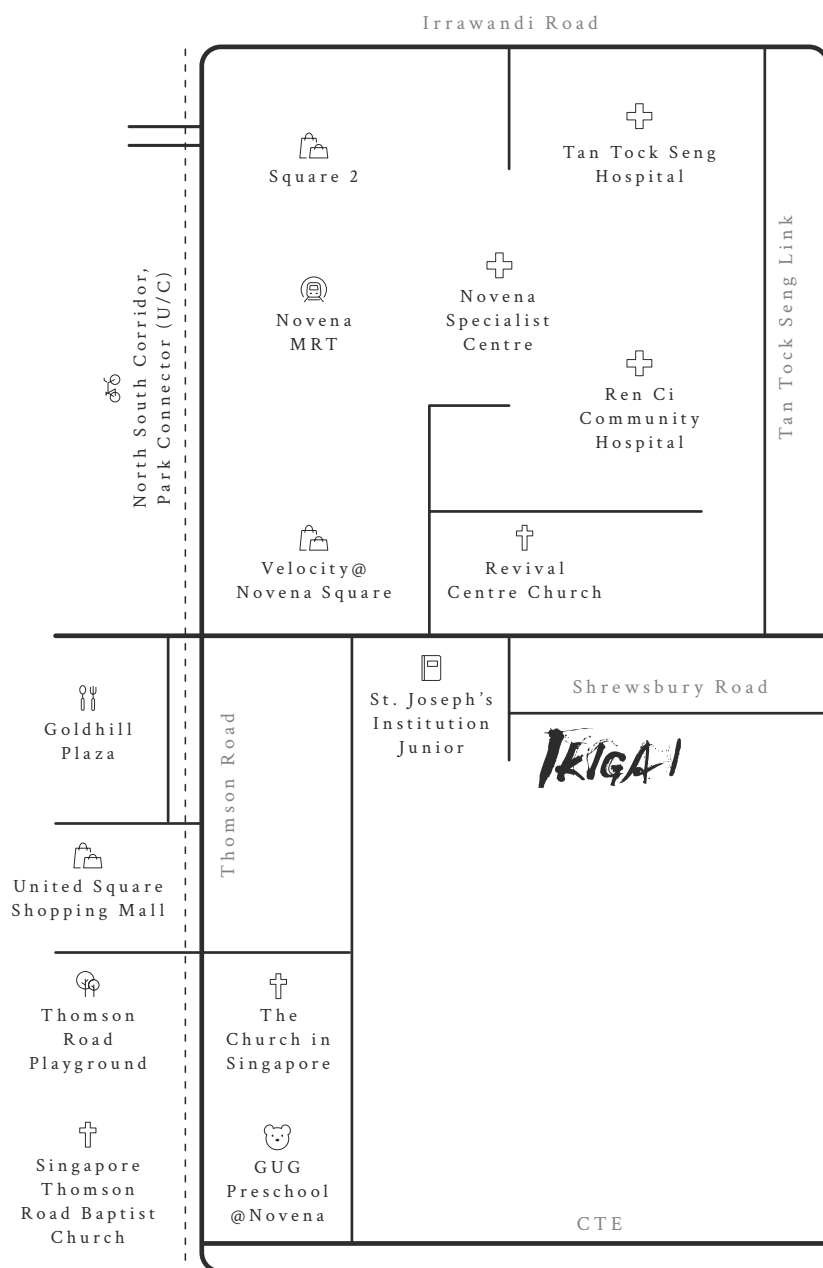 Irrawandi Road
Square 2
Tan Tock Seng
Hospital
North South Corridor,
Park Connector (U/C)
Novena
MRT
Novena
Specialist
Centre
Tan Tock Seng Link
Ren Ci
Community
Hospital
Velocity@
Novena Square
Revival
Centre Church
Goldhill
Plaza
Thomson Road
St. Joseph's
Institution
Junior
Shrewsbury Road
IKIGAI
United Square
Shopping Mall
Thomson
Road
Playground
The
Church in
Singapore
Singapore
Thomson
Road Baptist
Church
GUG
Preschool
@Novena
CTE